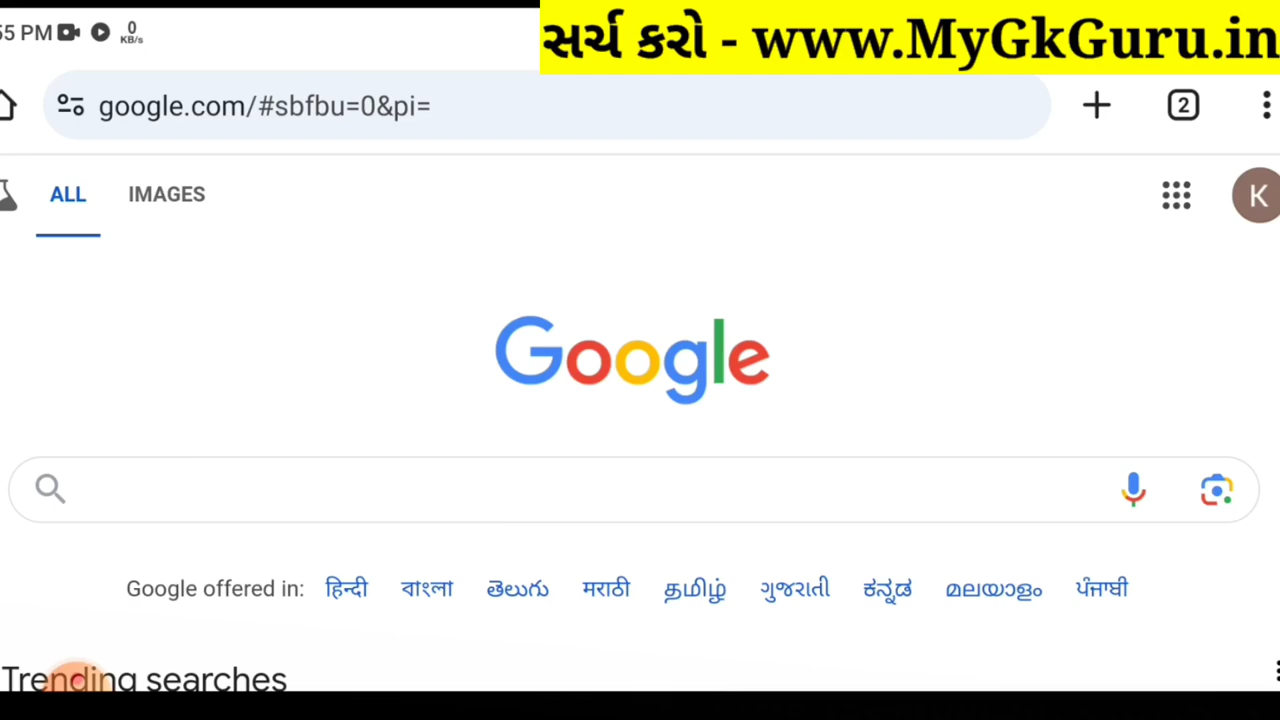 55 PM 0 KB/s
સર્ચ કરો - www.MyGkGuru.in
google.com/#sbfbu=0&pi=
2
ALL IMAGES
K
Google
Google offered in: हिन्दी বাংলা తెలుగు मराठी தமிழ் ગુજરાતી ಕನ್ನಡ മലയാളം ਪੰਜਾਬੀ
Trending searches